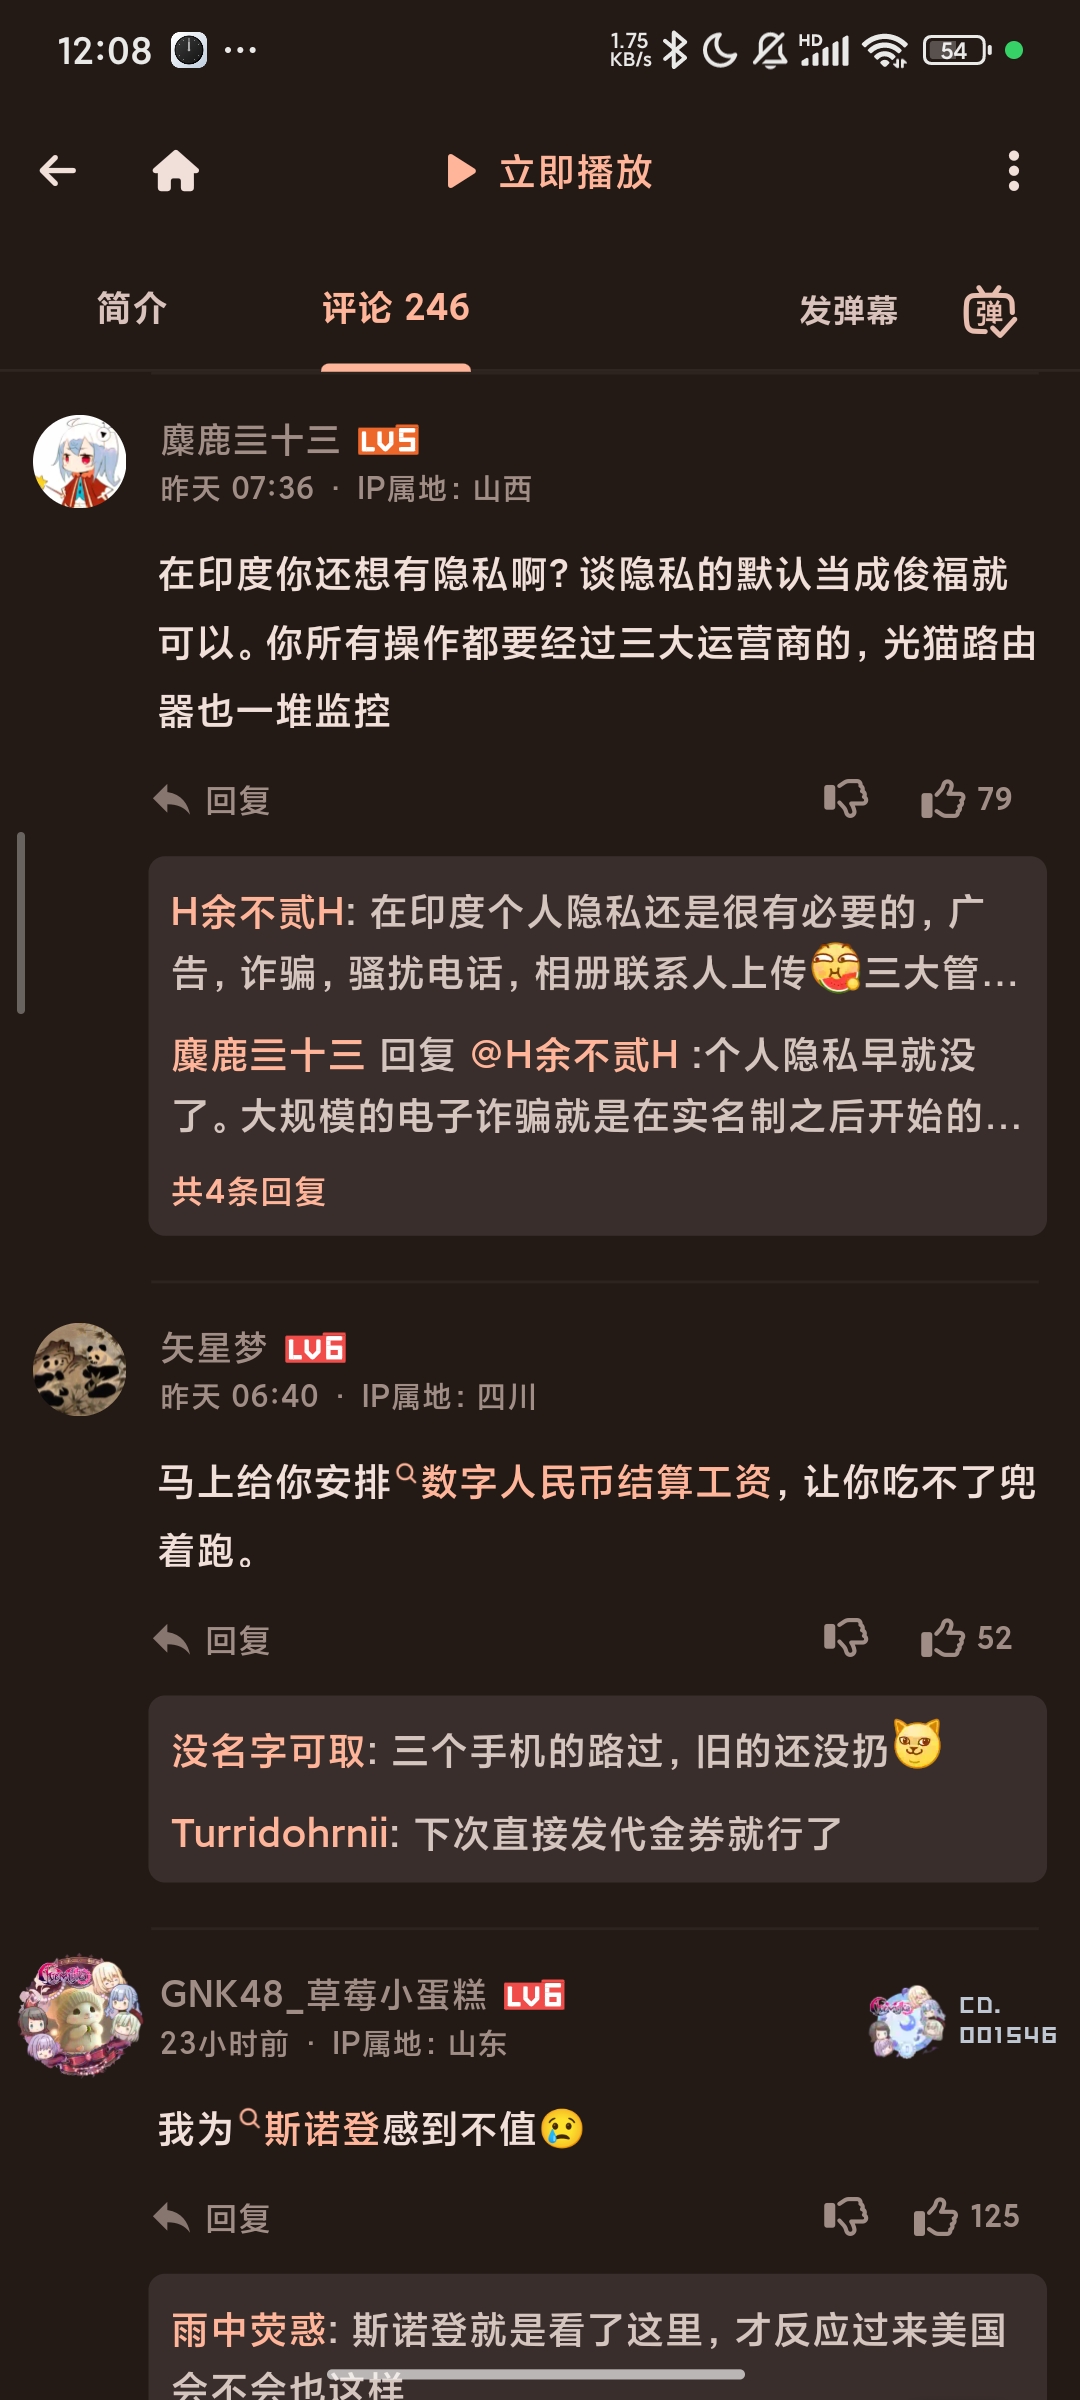 12:08
1.75
KB/s
HD
54
立即播放
简介
评论 246
发弹幕
弹
麋鹿亖十三 LV5
昨天 07:36 · IP属地: 山西
在印度你还想有隐私啊? 谈隐私的默认当成俊福就
可以。你所有操作都要经过三大运营商的, 光猫路由
器也一堆监控
回复
79
H余不贰H: 在印度个人隐私还是很有必要的, 广
告, 诈骗, 骚扰电话, 相册联系人上传三大管...
麋鹿亖十三 回复 @H余不贰H :个人隐私早就没
了。大规模的电子诈骗就是在实名制之后开始的...
共4条回复
矢星梦 LV6
昨天 06:40 · IP属地: 四川
马上给你安排数字人民币结算工资, 让你吃不了兜
着跑。
回复
52
没名字可取: 三个手机的路过, 旧的还没扔
Turridohrnii: 下次直接发代金券就行了
GNK48_草莓小蛋糕 LV6
23小时前 · IP属地: 山东
CD.
001546
我为斯诺登感到不值😢
回复
125
雨中荧惑: 斯诺登就是看了这里, 才反应过来美国
会不会也这样